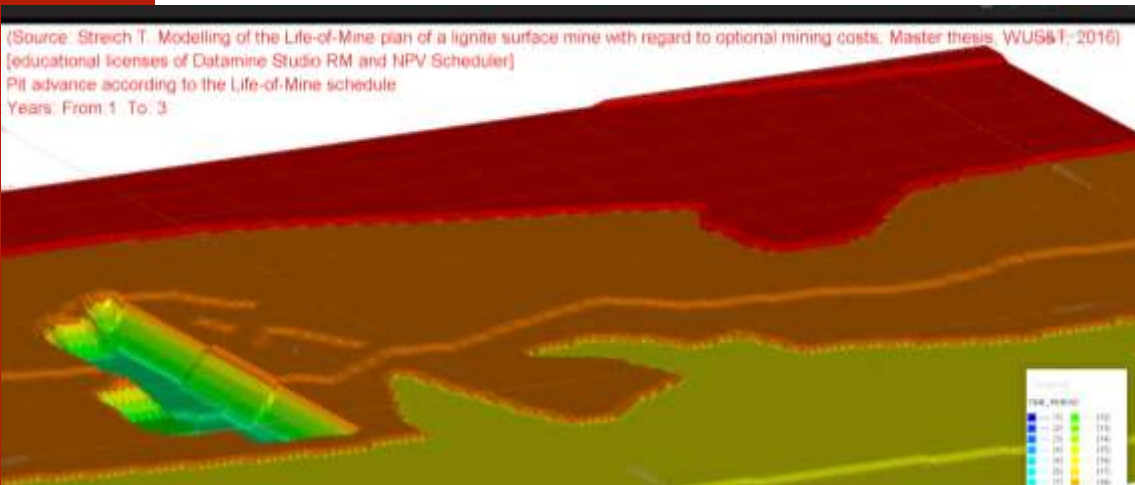 (Source: Streich T. Modelling of the Life-of-Mine plan of a lignite surface mine with regard to optional mining costs, Master thesis, WUS&T, 2016)
[educational licenses of Datamine Studio RM and NPV Scheduler]
Pit advance according to the Life-of-Mine schedule
Years: From 1 To: 3